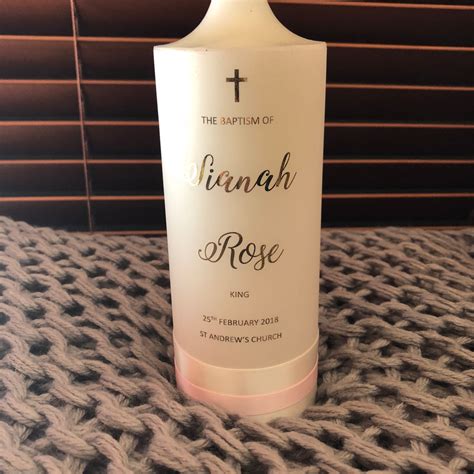 THE BAPTISM OF
Sianah
Rose
KING
25TH FEBRUARY 2018
ST ANDREW'S CHURCH